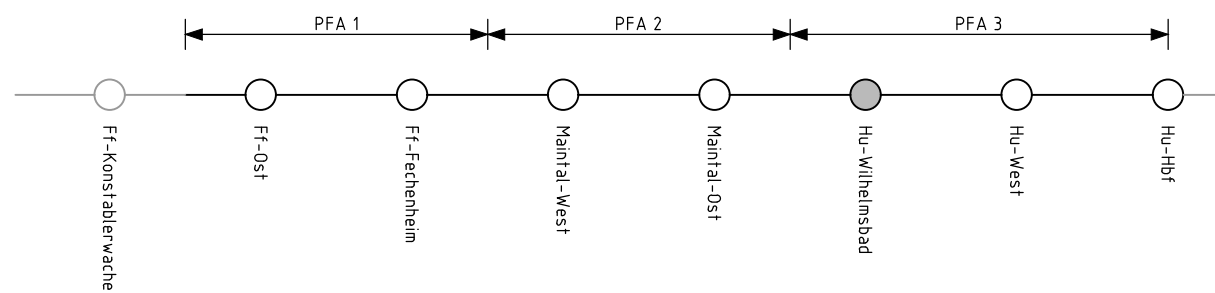 PFA 1
PFA 2
PFA 3
Ff-Konstablerwache
Ff-Ost
Ff-Fechenheim
Maintal-West
Maintal-Ost
Hu-Wilhelmsbad
Hu-West
Hu-Hbf